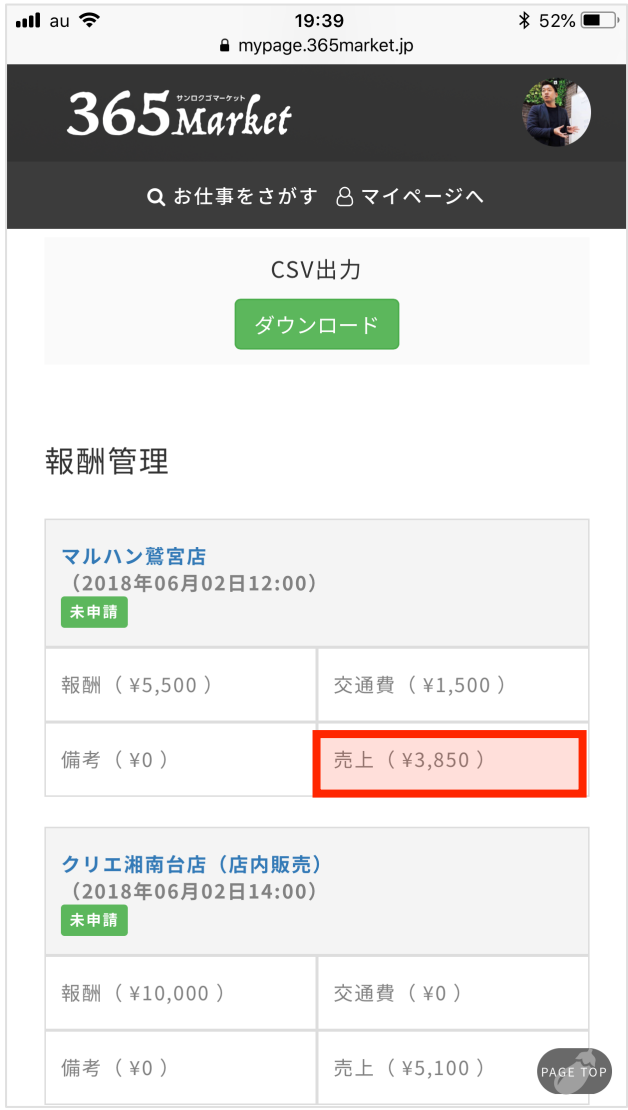 au 19:39 52%
mypage.365market.jp
365 サンロクゴマーケット Market
お仕事をさがす マイページへ
CSV出力
ダウンロード
報酬管理
マルハン鷲宮店
（2018年06月02日12:00）
未申請
報酬（ ¥5,500 ） 交通費（ ¥1,500 ）
備考（ ¥0 ） 売上（ ¥3,850 ）
クリエ湘南台店（店内販売）
（2018年06月02日14:00）
未申請
報酬（ ¥10,000 ） 交通費（ ¥0 ）
備考（ ¥0 ） 売上（ ¥5,100 ）
PAGE TOP